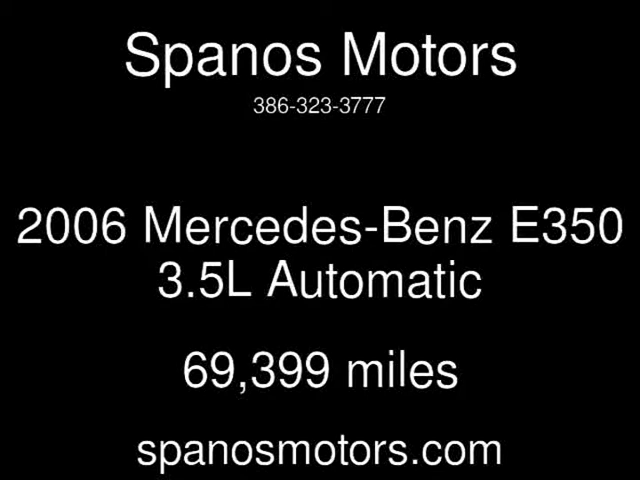 Spanos Motors
386-323-3777
2006 Mercedes-Benz E350
3.5L Automatic
69,399 miles
spanosmotors.com